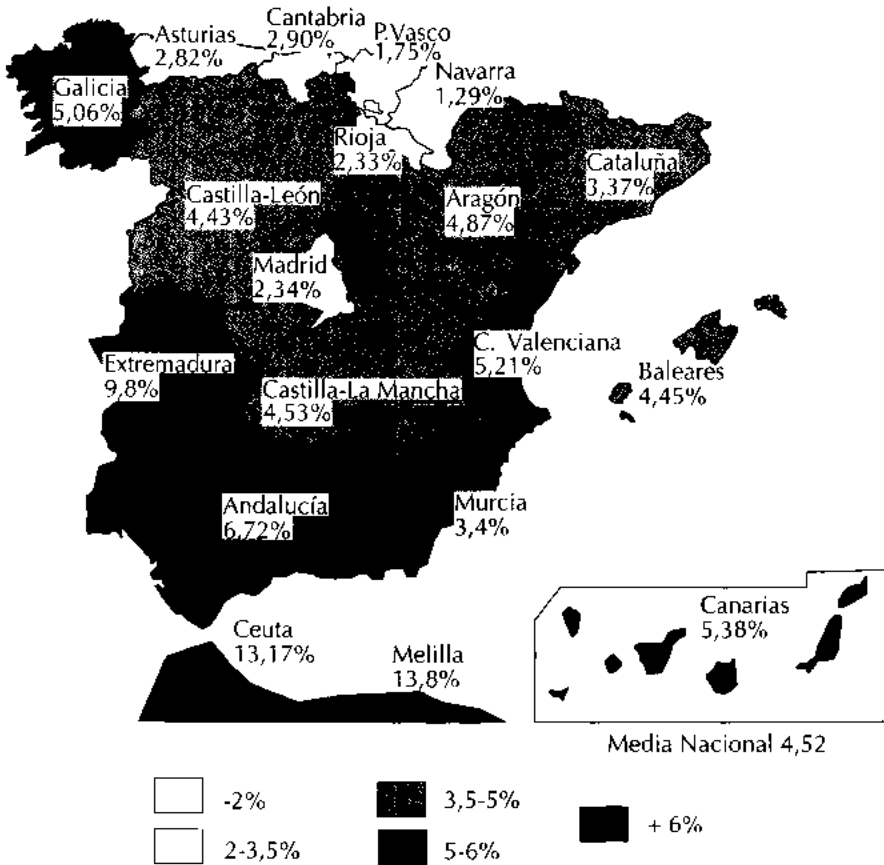 Cantabria
2,90%
Asturias
2,82%
P.Vasco
1,75%
Navarra
1,29%
Galicia
5,06%
Rioja
2,33%
Cataluña
3,37%
Castilla-León
4,43%
Aragón
4,87%
Madrid
2,34%
C. Valenciana
5,21%
Extremadura
9,8%
Baleares
4,45%
Castilla-La Mancha
4,53%
Andalucía
6,72%
Murcia
3,4%
Canarias
5,38%
Ceuta
13,17%
Melilla
13,8%
Media Nacional 4,52
-2%
3,5-5%
+ 6%
2-3,5%
5-6%